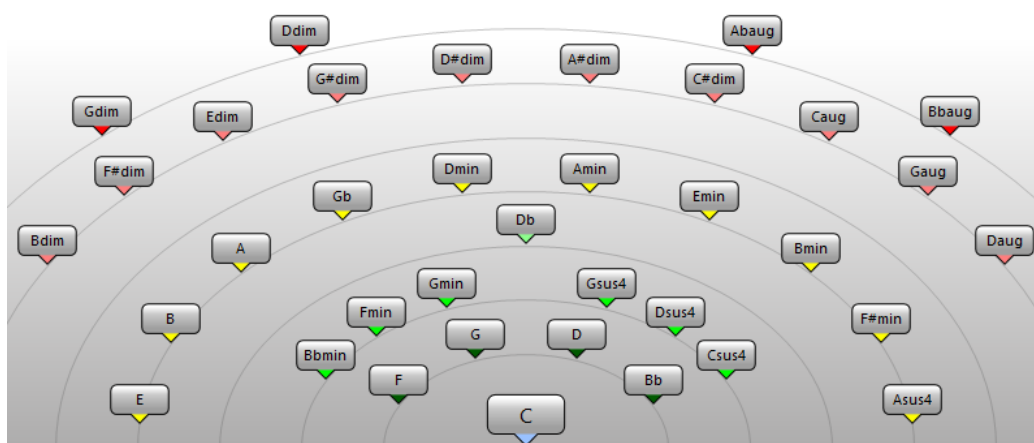 Ddim
Abaug
D#dim
A#dim
G#dim
C#dim
Gdim
Edim
Caug
Bbaug
F#dim
Dmin
Amin
Gaug
Gb
Emin
Db
Bdim
A
Bmin
Daug
Gmin
Gsus4
B
Fmin
Dsus4
F#min
G
D
Bbmin
Csus4
F
Bb
E
Asus4
C